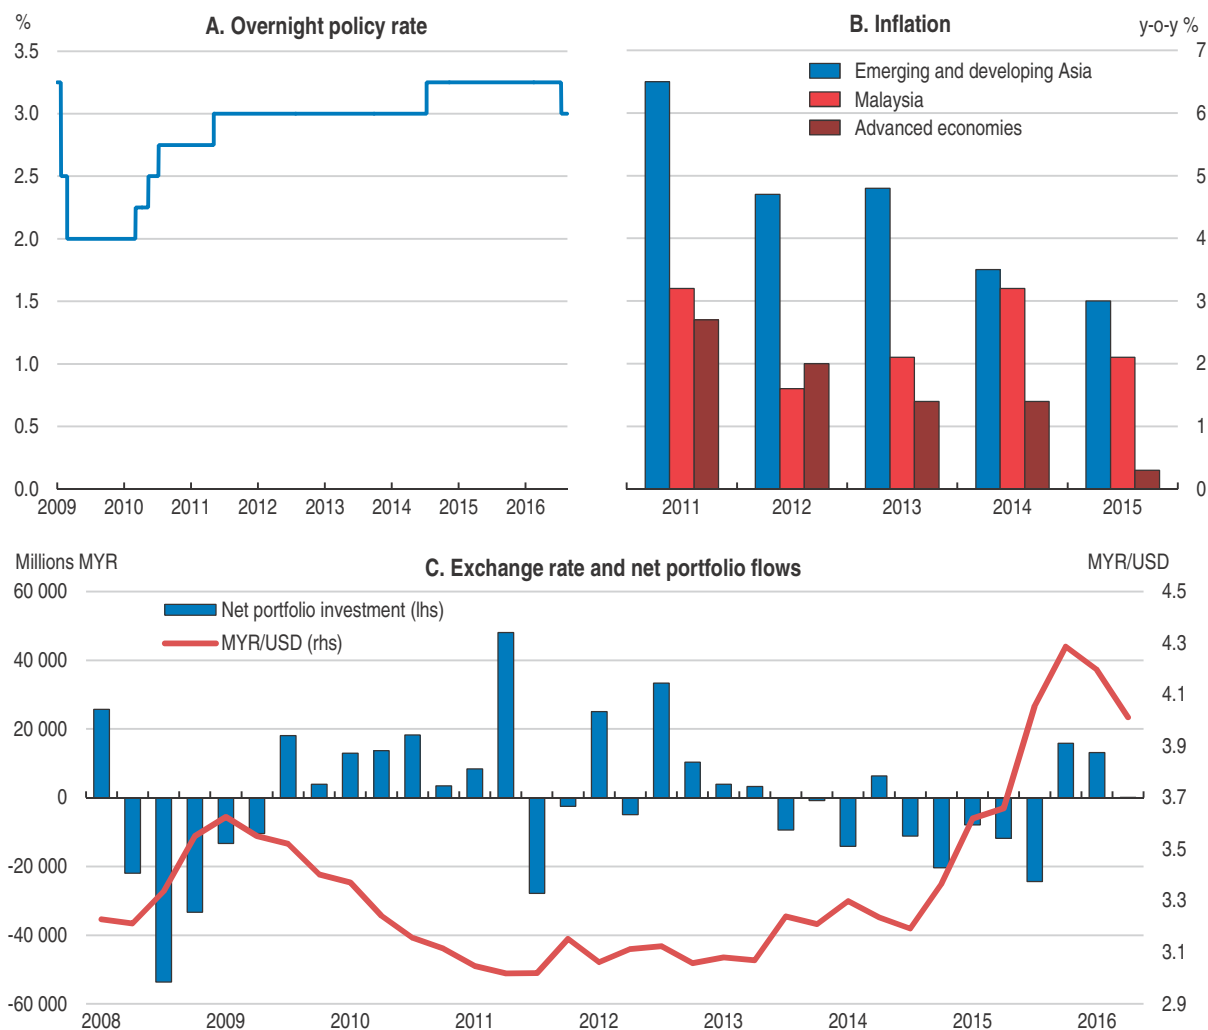 %
A. Overnight policy rate
3.5
3.0
2.5
2.0
1.5
1.0
0.5
0.0
2009 2010 2011 2012 2013 2014 2015 2016
B. Inflation
y-o-y %
Emerging and developing Asia
Malaysia
Advanced economies
7
6
5
4
3
2
1
0
2011 2012 2013 2014 2015
Millions MYR
C. Exchange rate and net portfolio flows
MYR/USD
Net portfolio investment (lhs)
MYR/USD (rhs)
60 000
40 000
20 000
0
-20 000
-40 000
-60 000
4.5
4.3
4.1
3.9
3.7
3.5
3.3
3.1
2.9
2008 2009 2010 2011 2012 2013 2014 2015 2016